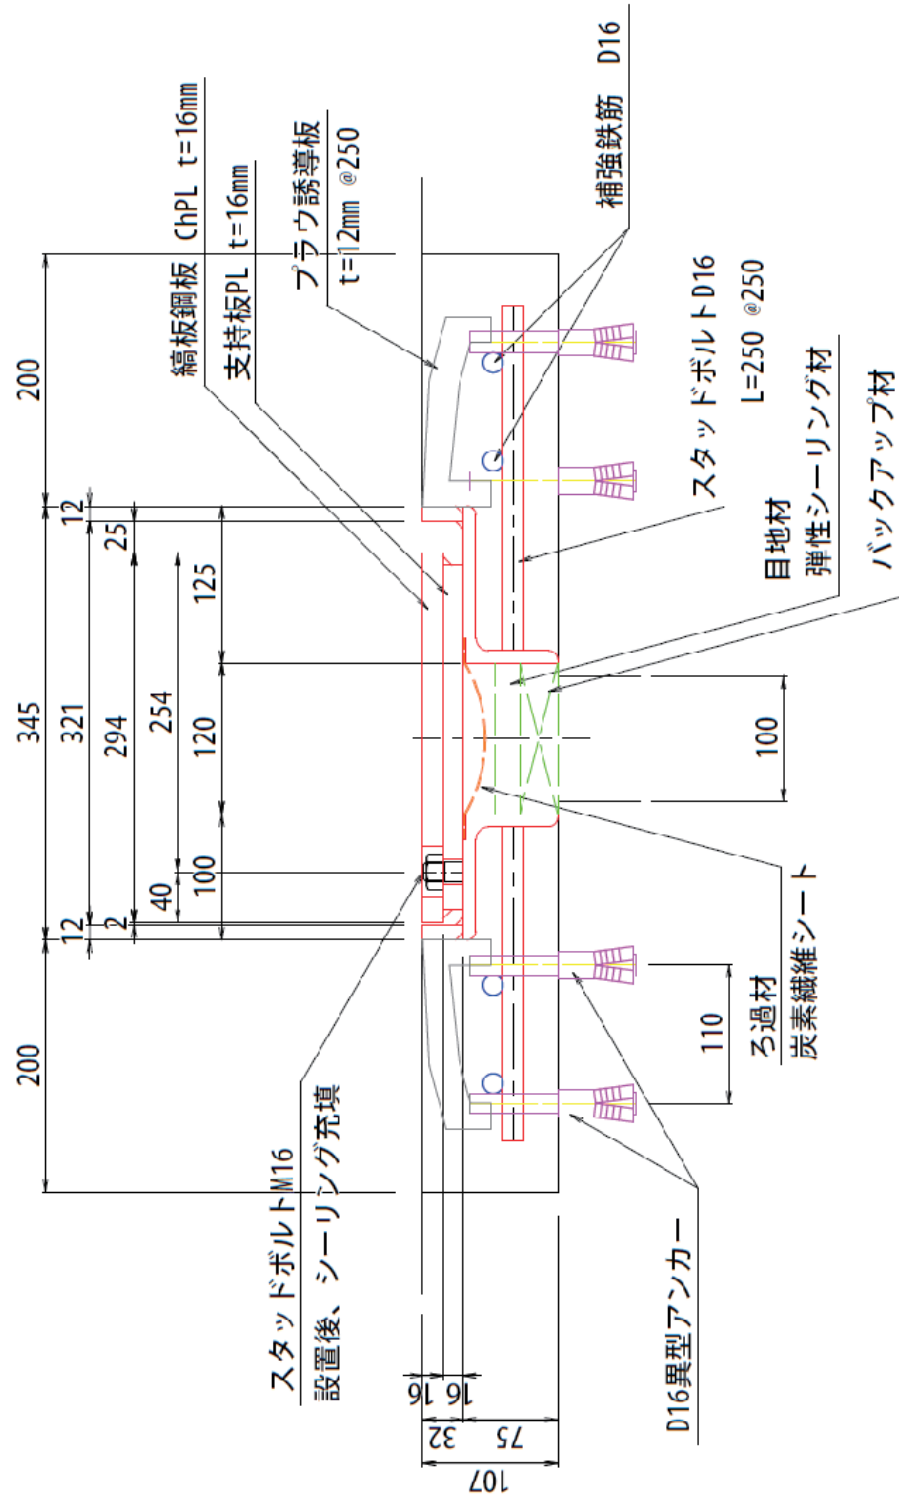 縞板鋼板 ChPL t=16mm
支持板PL t=16mm
プラウ誘導板
t=12mm @250
補強鉄筋 D16
200
345
200
12
321
12
25
294
2
254
40
125
120
100
スタッドボルトM16
設置後、シーリング充填
スタッドボルトD16
L=250 @250
目地材
弾性シーリング材
バックアップ材
100
110
ろ過材
炭素繊維シート
D16異型アンカー
16
16
32
75
107